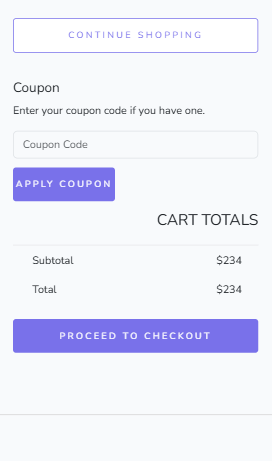 CONTINUE SHOPPING
Coupon
Enter your coupon code if you have one.
Coupon Code
APPLY COUPON
CART TOTALS
Subtotal $234
Total $234
PROCEED TO CHECKOUT